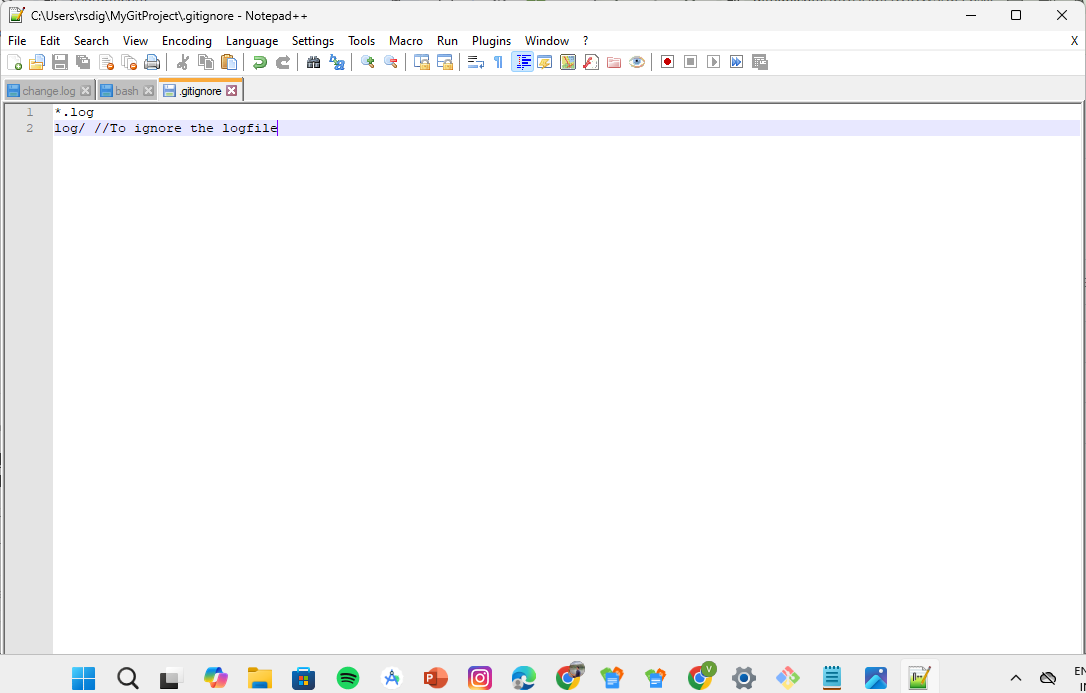 C:\Users\rsdig\MyGitProject\.gitignore - Notepad++
File Edit Search View Encoding Language Settings Tools Macro Run Plugins Window ? X
change.log bash .gitignore
1 *.log
2 log/ //To ignore the logfile
V